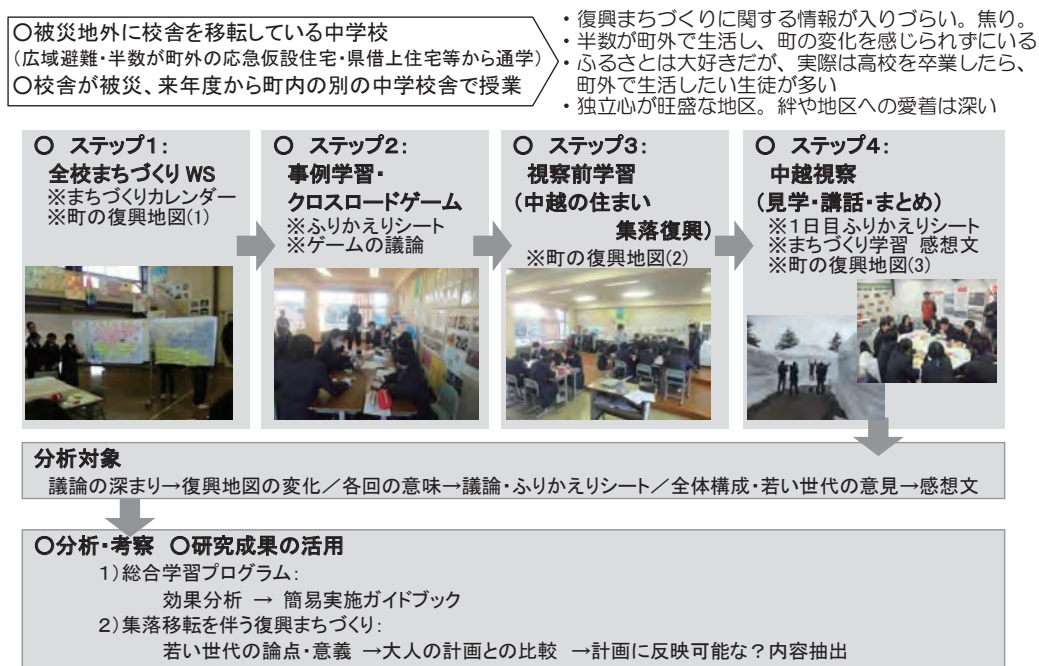 〇被災地外に校舎を移転している中学校
(広域避難・半数が町外の応急仮設住宅・県借上住宅等から通学)
〇校舎が被災、来年度から町内の別の中学校舎で授業
・復興まちづくりに関する情報が入りづらい。焦り。
・半数が町外で生活し、町の変化を感じられずにいる
・ふるさとは大好きだが、実際は高校を卒業したら、
町外で生活したい生徒が多い
・独立心が旺盛な地区。絆や地区への愛着は深い
〇 ステップ1:
全校まちづくり WS
※まちづくりカレンダー
※町の復興地図(1)
〇 ステップ2:
事例学習・
クロスロードゲーム
※ふりかえりシート
※ゲームの議論
〇 ステップ3:
視察前学習
(中越の住まい
集落復興)
※町の復興地図(2)
〇 ステップ4:
中越視察
(見学・講話・まとめ)
※1日目ふりかえりシート
※まちづくり学習 感想文
※町の復興地図(3)
分析対象
議論の深まり→復興地図の変化/各回の意味→議論・ふりかえりシート/全体構成・若い世代の意見→感想文
〇分析・考察 〇研究成果の活用
1)総合学習プログラム:
効果分析 → 簡易実施ガイドブック
2)集落移転を伴う復興まちづくり:
若い世代の論点・意義 →大人の計画との比較 →計画に反映可能な?内容抽出